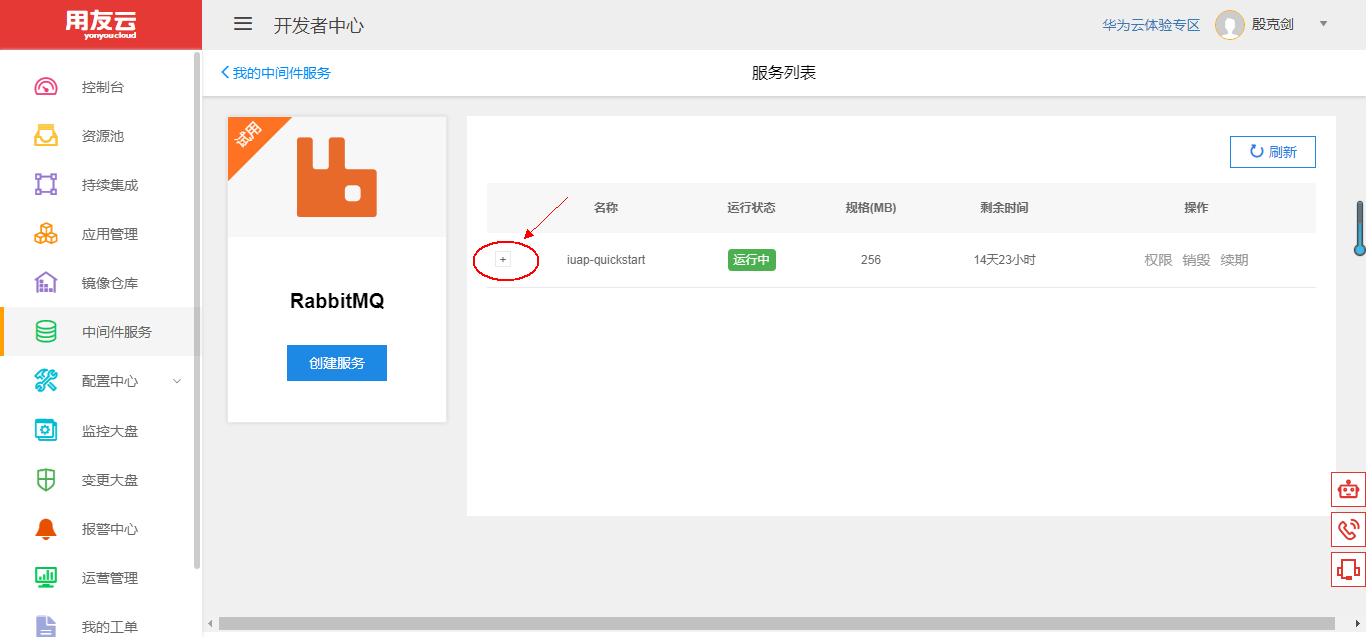 用友云
yonyoucloud
开发者中心
华为云体验专区
殷克剑
控制台
资源池
持续集成
应用管理
镜像仓库
中间件服务
配置中心
监控大盘
变更大盘
报警中心
运营管理
我的工单
我的中间件服务
服务列表
试用
RabbitMQ
创建服务
刷新
名称 运行状态 规格(MB) 剩余时间 操作
+ iuap-quickstart 运行中 256 14天23小时 权限 销毁 续期